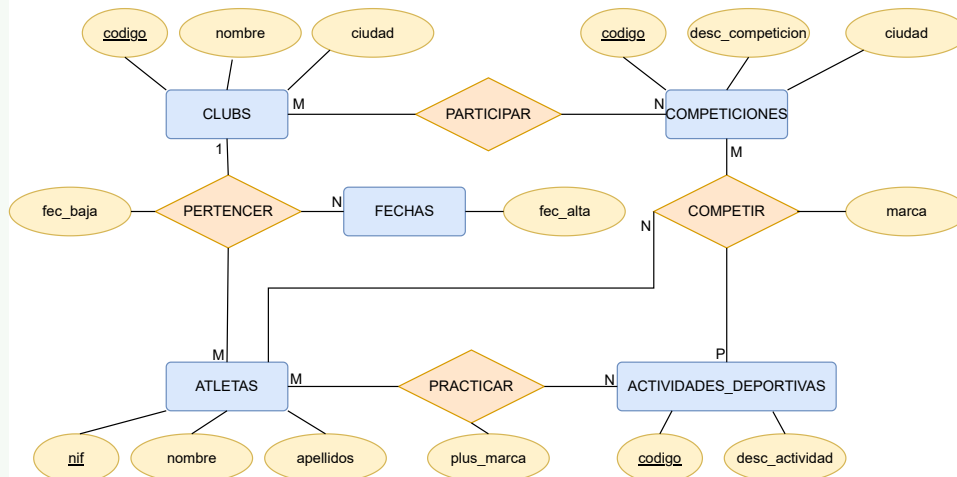 codigo nombre ciudad codigo desc_competicion ciudad
CLUBS M PARTICIPAR N COMPETICIONES
1 M
fec_baja PERTENCER N FECHAS fec_alta N COMPETIR marca
M P
ATLETAS M PRACTICAR N ACTIVIDADES_DEPORTIVAS
nif nombre apellidos plus_marca codigo desc_actividad